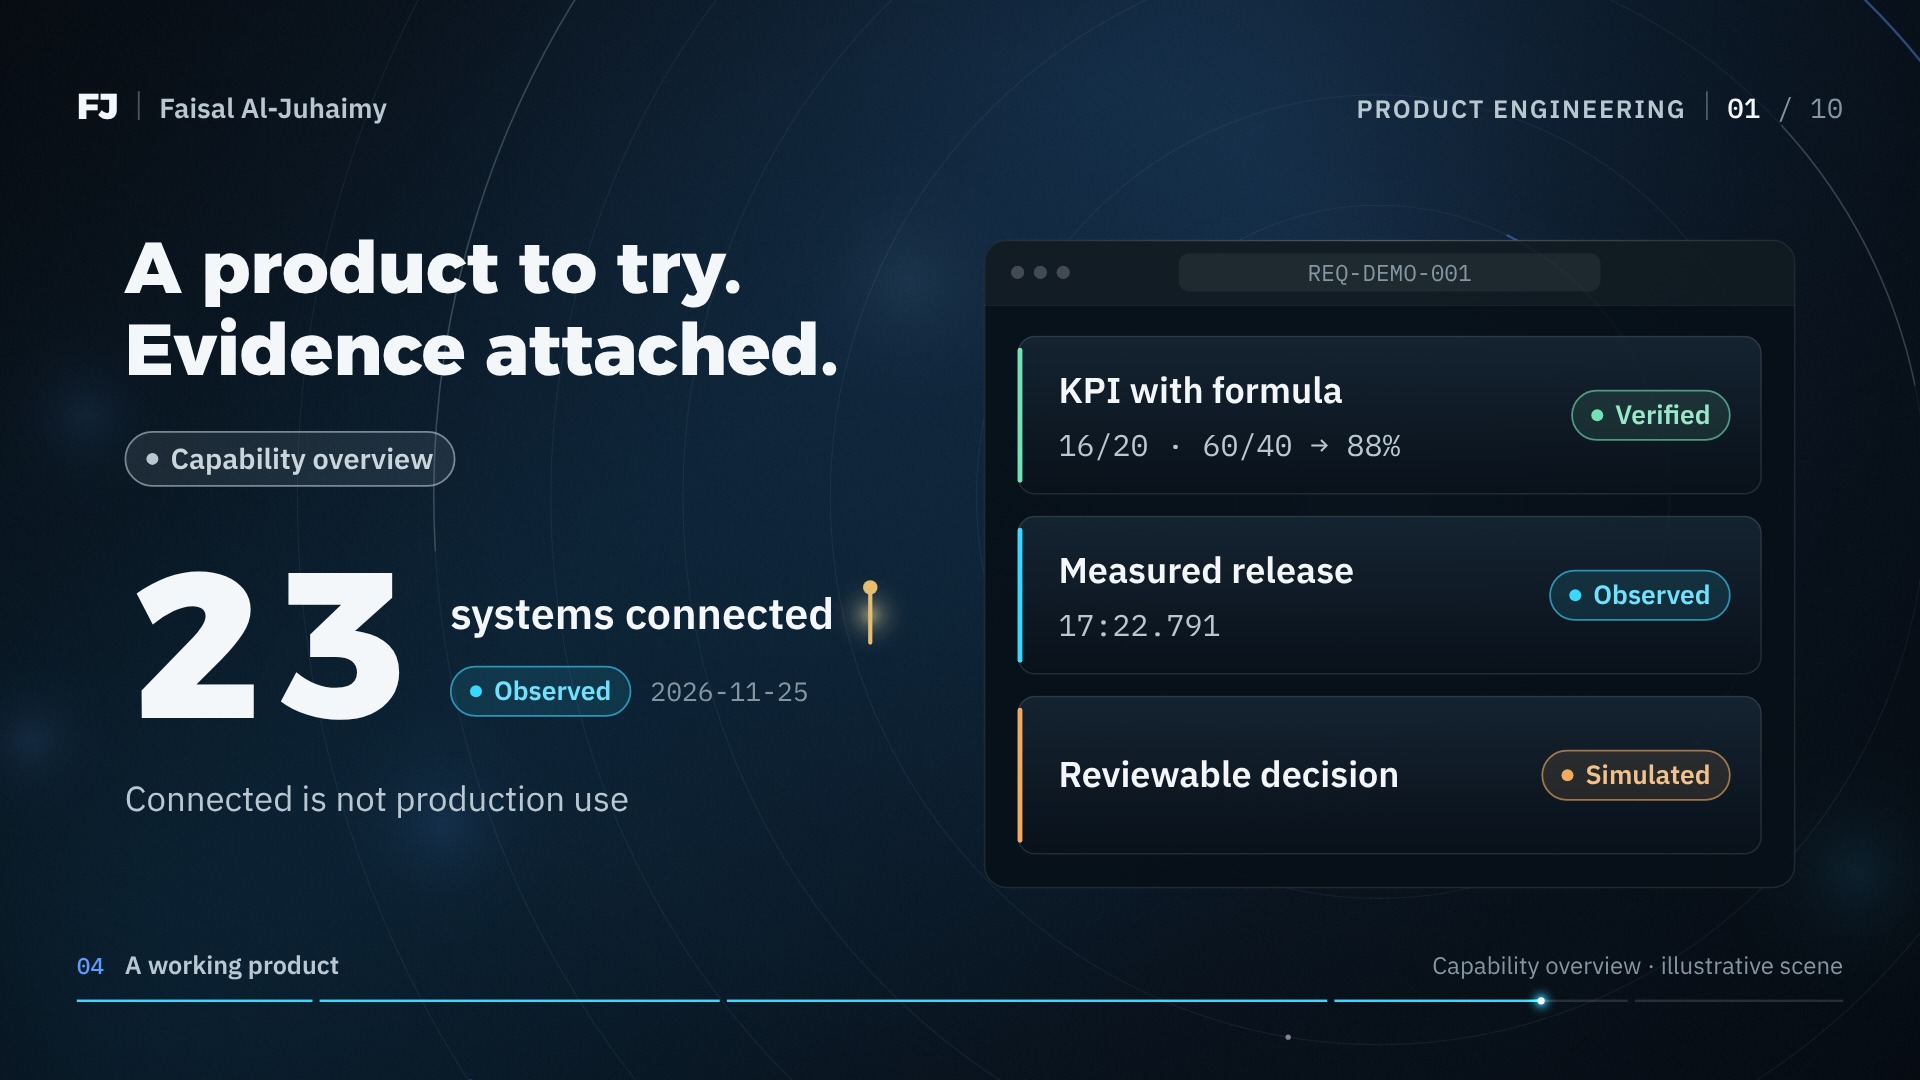 FJ Faisal Al-Juhaimy
PRODUCT ENGINEERING 01 / 10
A product to try.
Evidence attached.
Capability overview
23 systems connected
Observed 2026-11-25
Connected is not production use
REQ-DEMO-001
KPI with formula
16/20 · 60/40 → 88%
Verified
Measured release
17:22.791
Observed
Reviewable decision
Simulated
04 A working product
Capability overview · illustrative scene